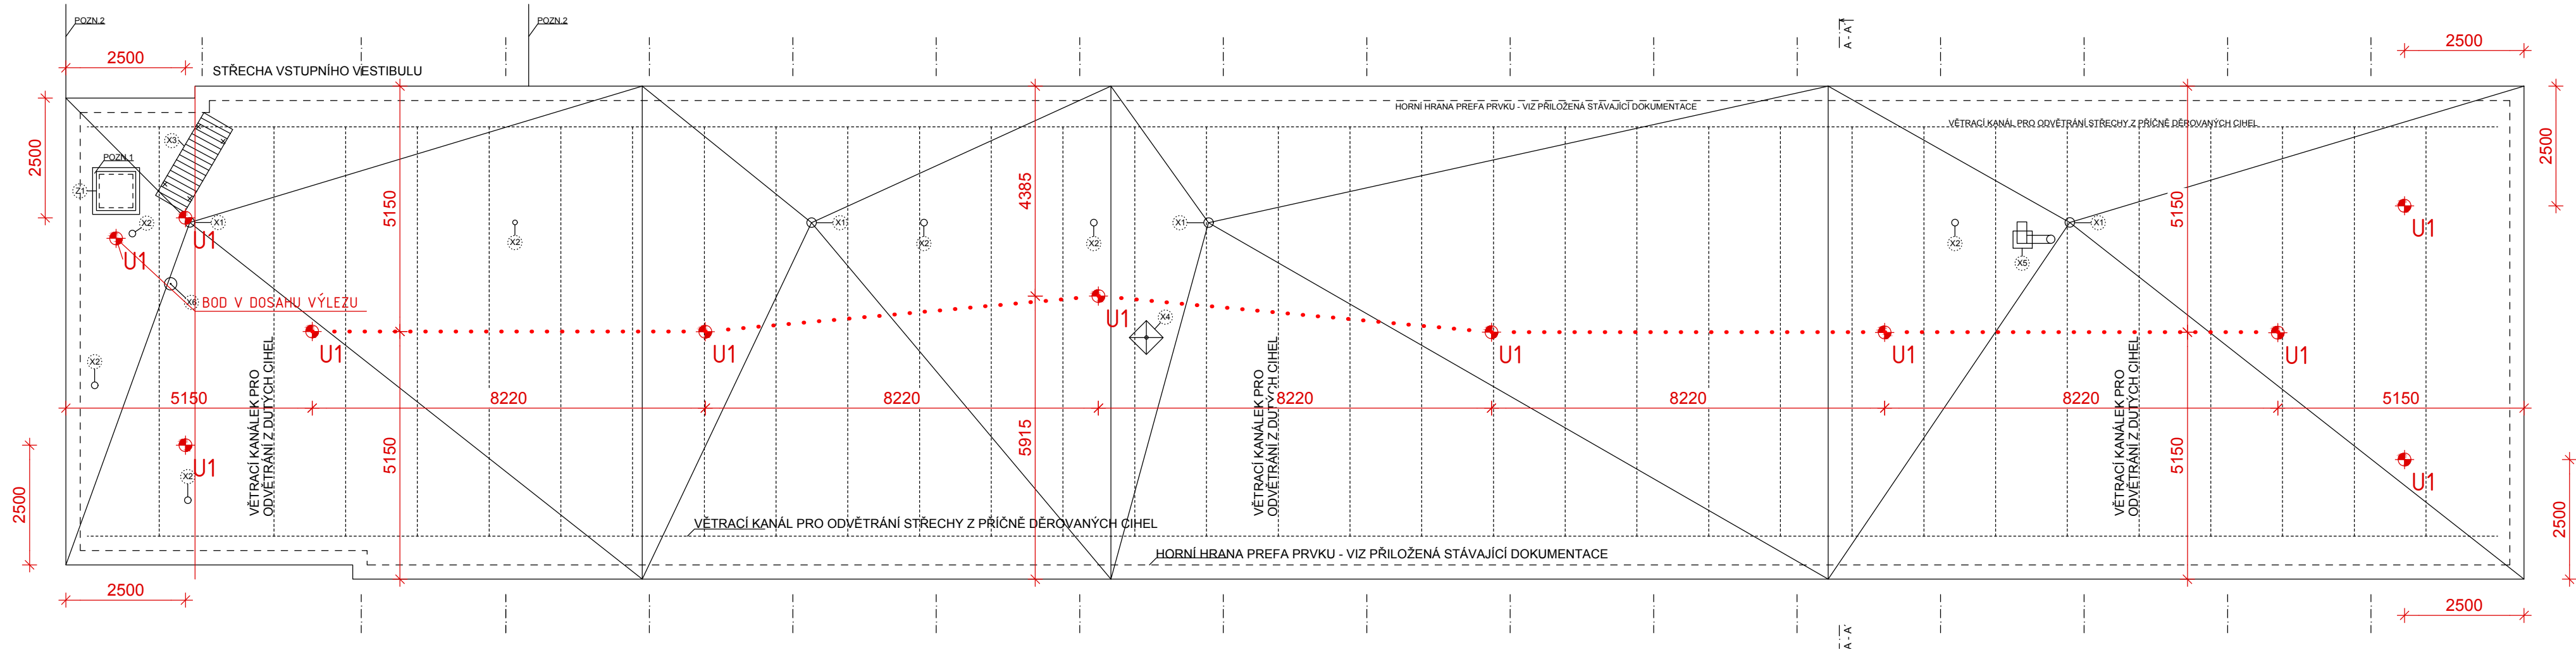 POZN.2
POZN.2
A - A'
2500
2500
STŘECHA VSTUPNÍHO VESTIBULU
HORNÍ HRANA PREFA PRVKU - VIZ PŘILOŽENÁ STÁVAJÍCÍ DOKUMENTACE
VĚTRACÍ KANÁL PRO ODVĚTRÁNÍ STŘECHY Z PŘÍČNĚ DĚROVANÝCH CIHEL
2500
X3
POZN.1
Z1
5150
4385
5150
2500
X2
X1
X2
X1
X2
X2
X1
X2
X5
X1
U1
U1
U1
X6
BOD V DOSAHU VÝLEZU
X4
U1
U1
U1
U1
U1
U1
X2
VĚTRACÍ KANÁLEK PRO
ODVĚTRÁNÍ Z DUTÝCH CIHEL
VĚTRACÍ KANÁLEK PRO
ODVĚTRÁNÍ Z DUTÝCH CIHEL
VĚTRACÍ KANÁLEK PRO
ODVĚTRÁNÍ Z DUTÝCH CIHEL
5150
8220
8220
8220
8220
8220
5150
5150
5915
5150
U1
X2
U1
2500
2500
VĚTRACÍ KANÁL PRO ODVĚTRÁNÍ STŘECHY Z PŘÍČNĚ DĚROVANÝCH CIHEL
HORNÍ HRANA PREFA PRVKU - VIZ PŘILOŽENÁ STÁVAJÍCÍ DOKUMENTACE
2500
2500
A - A'